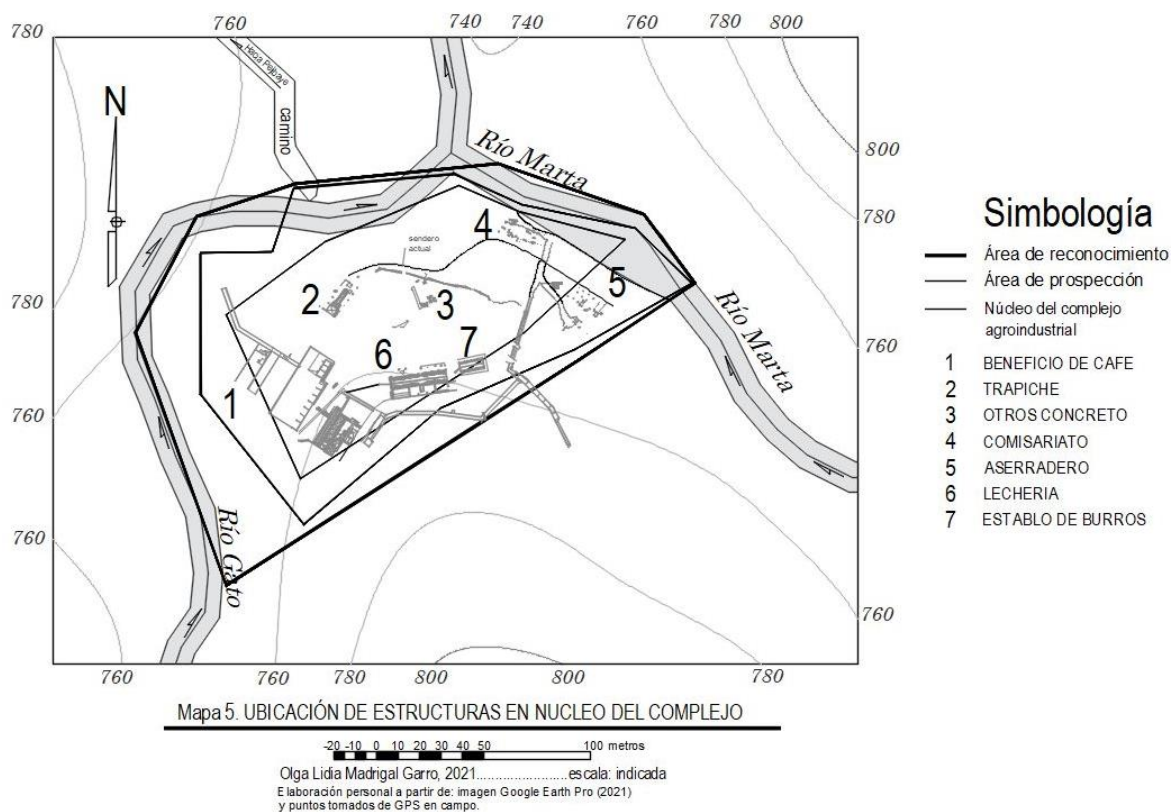 780 760 740 740 760 780 800
Hacia Pejibaye
camino
N
Río Marta
800
780
4
sendero
actual
2
3
5
780
Río Marta
7
6
760
1
760
Río Gato
760
760
760 760 780 800 800 780
Simbología
Área de reconocimiento
Área de prospección
Núcleo del complejo
agroindustrial
1 BENEFICIO DE CAFE
2 TRAPICHE
3 OTROS CONCRETO
4 COMISARIATO
5 ASERRADERO
6 LECHERIA
7 ESTABLO DE BURROS
Mapa 5. UBICACIÓN DE ESTRUCTURAS EN NUCLEO DEL COMPLEJO
-20 -10 0 10 20 30 40 50 100 metros
Olga Lidia Madrigal Garro, 2021.......................escala: indicada
Elaboración personal a partir de: imagen Google Earth Pro (2021)
y puntos tomados de GPS en campo.